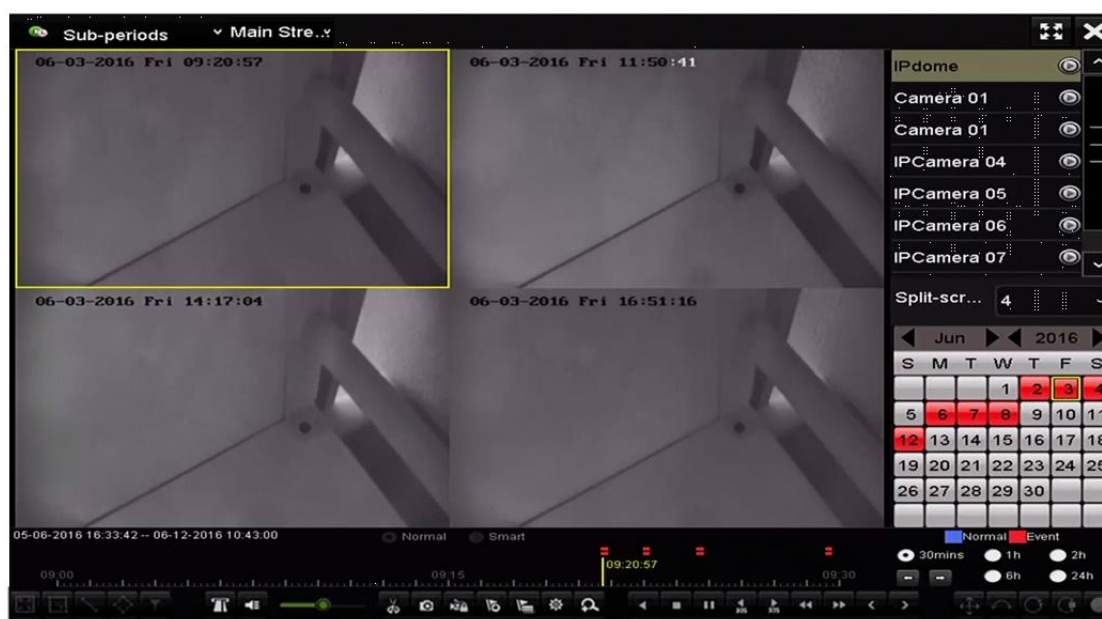 Sub-periods Main Stre..
06-03-2016 Fri 09:20:57
06-03-2016 Fri 11:50:41
06-03-2016 Fri 14:17:04
06-03-2016 Fri 16:51:16
IPdome
Camera 01
Camera 01
IPCamera 04
IPCamera 05
IPCamera 06
IPCamera 07
Split-scr... 4
Jun 2016
S M T W T F S
1 2 3 4
5 6 7 8 9 10 11
12 13 14 15 16 17 18
19 20 21 22 23 24 25
26 27 28 29 30
Normal Event
05-06-2016 16:33:42 -- 06-12-2016 10:43:00
Normal Smart
09:00 09:15 09:20:57 09:30
30mins 1h 2h
6h 24h
30S 30S